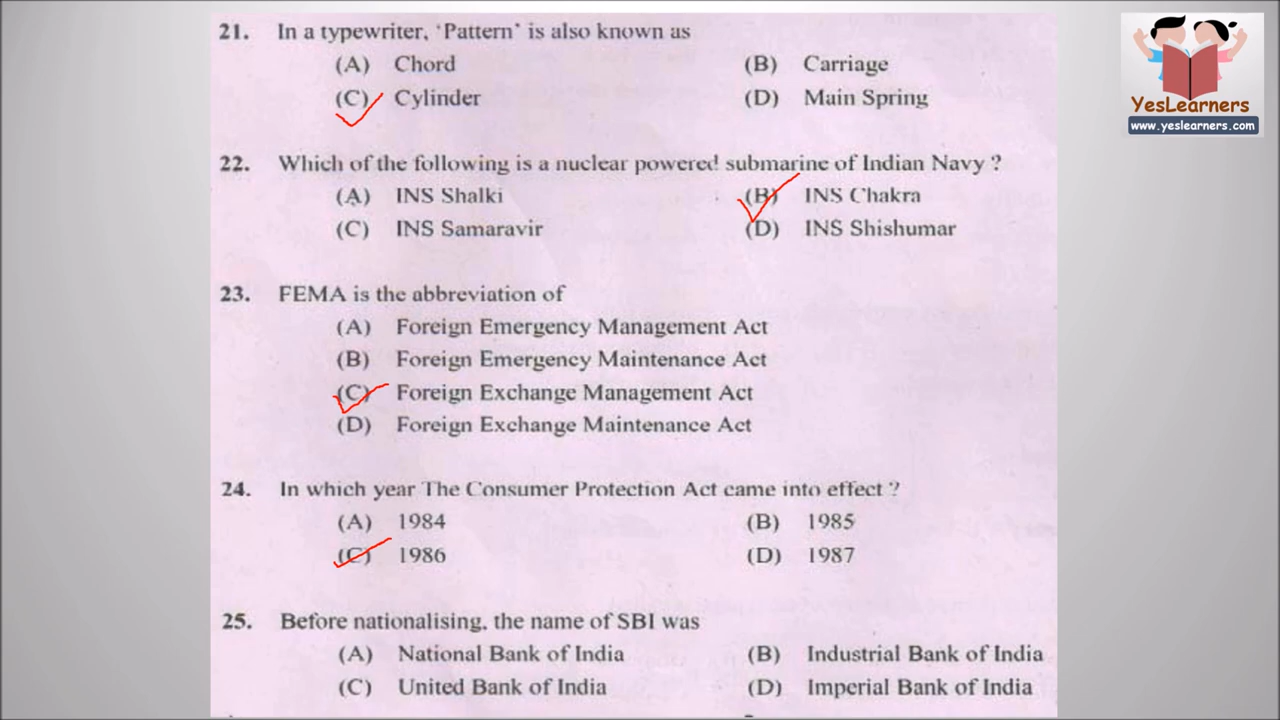 21. In a typewriter, ‘Pattern’ is also known as
(A) Chord (B) Carriage
(C) Cylinder (D) Main Spring
22. Which of the following is a nuclear powered submarine of Indian Navy ?
(A) INS Shalki (B) INS Chakra
(C) INS Samaravir (D) INS Shishumar
23. FEMA is the abbreviation of
(A) Foreign Emergency Management Act
(B) Foreign Emergency Maintenance Act
(C) Foreign Exchange Management Act
(D) Foreign Exchange Maintenance Act
24. In which year The Consumer Protection Act came into effect ?
(A) 1984 (B) 1985
(C) 1986 (D) 1987
25. Before nationalising, the name of SBI was
(A) National Bank of India (B) Industrial Bank of India
(C) United Bank of India (D) Imperial Bank of India
YesLearners
www.yeslearners.com